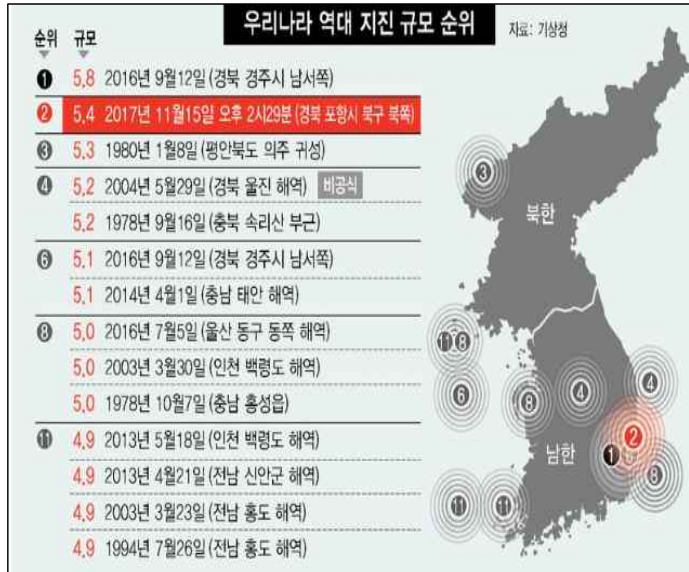 우리나라 역대 지진 규모 순위
자료: 기상청
순위 규모
1 5.8 2016년 9월12일(경북 경주시 남서쪽)
2 5.4 2017년 11월15일 오후 2시29분(경북 포항시 북구 북쪽)
3 5.3 1980년 1월8일(평안북도 의주 귀성)
4 5.2 2004년 5월29일(경북 울진 해역) 비공식
5.2 1978년 9월16일(충북 속리산 부근)
6 5.1 2016년 9월12일(경북 경주시 남서쪽)
5.1 2014년 4월1일(충남 태안 해역)
8 5.0 2016년 7월5일(울산 동구 동쪽 해역)
5.0 2003년 3월30일(인천 백령도 해역)
5.0 1978년 10월7일(충남 홍성읍)
11 4.9 2013년 5월18일(인천 백령도 해역)
4.9 2013년 4월21일(전남 신안군 해역)
4.9 2003년 3월23일(전남 홍도 해역)
4.9 1994년 7월26일(전남 홍도 해역)
3
북한
11 8
6
8
4
4
2
남한
1
6
8
11
11